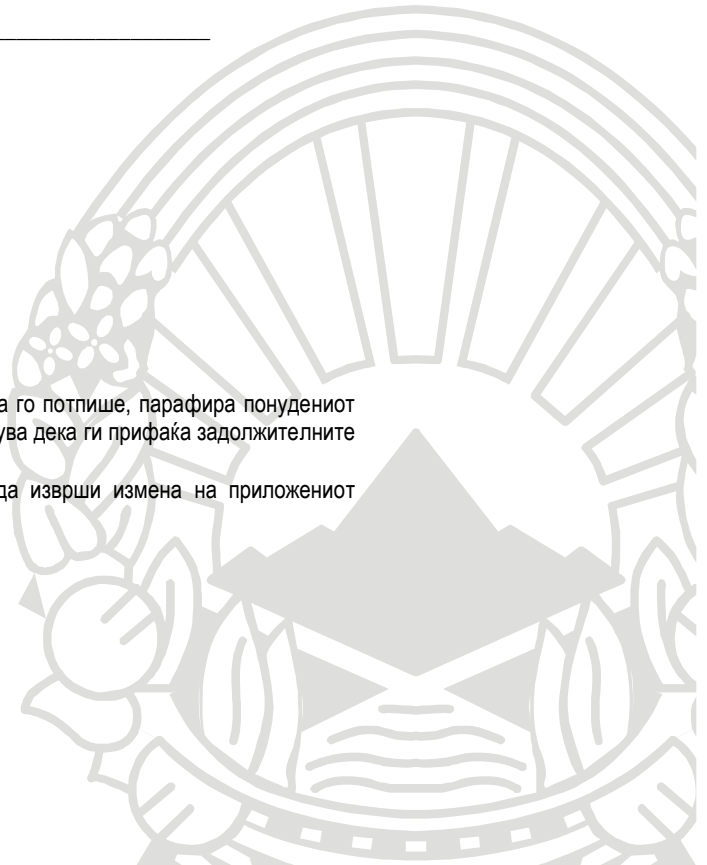 а го потпише, парафира понудениот
ува дека ги прифаќа задолжителните
да изврши измена на приложениот